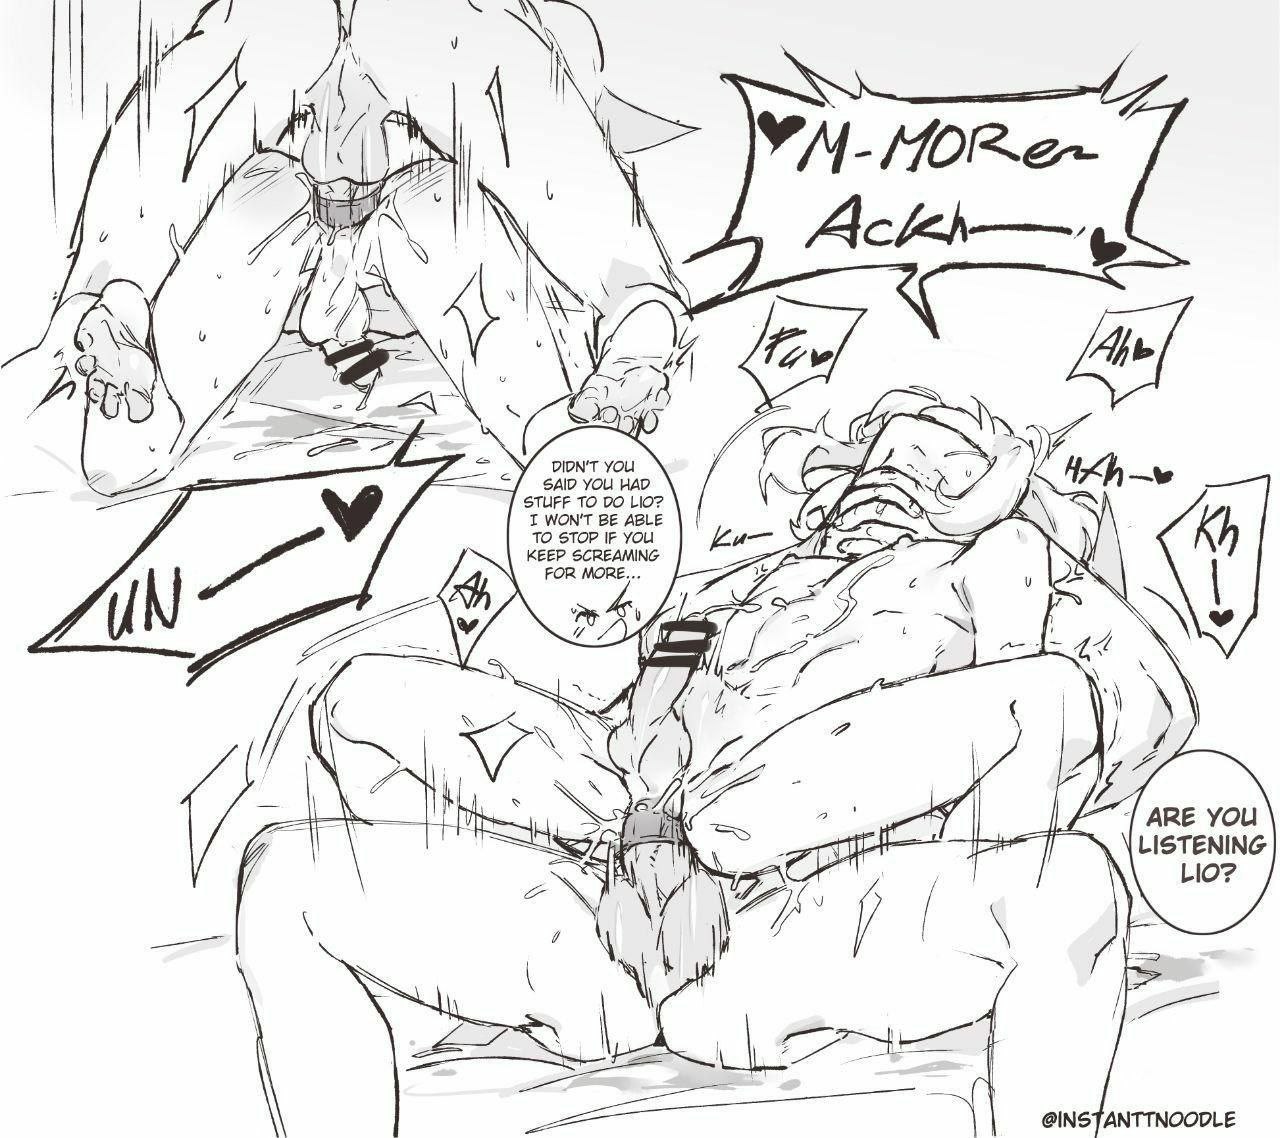 M-MORe~
ACKh—
Fu
Ah
HAh—
Kh—
Ku—
UN—
Ah
DIDN'T YOU
SAID YOU HAD
STUFF TO DO LIO?
I WON'T BE ABLE
TO STOP IF YOU
KEEP SCREAMING
FOR MORE...
ARE YOU
LISTENING
LIO?
@INSTANTTNOODLE